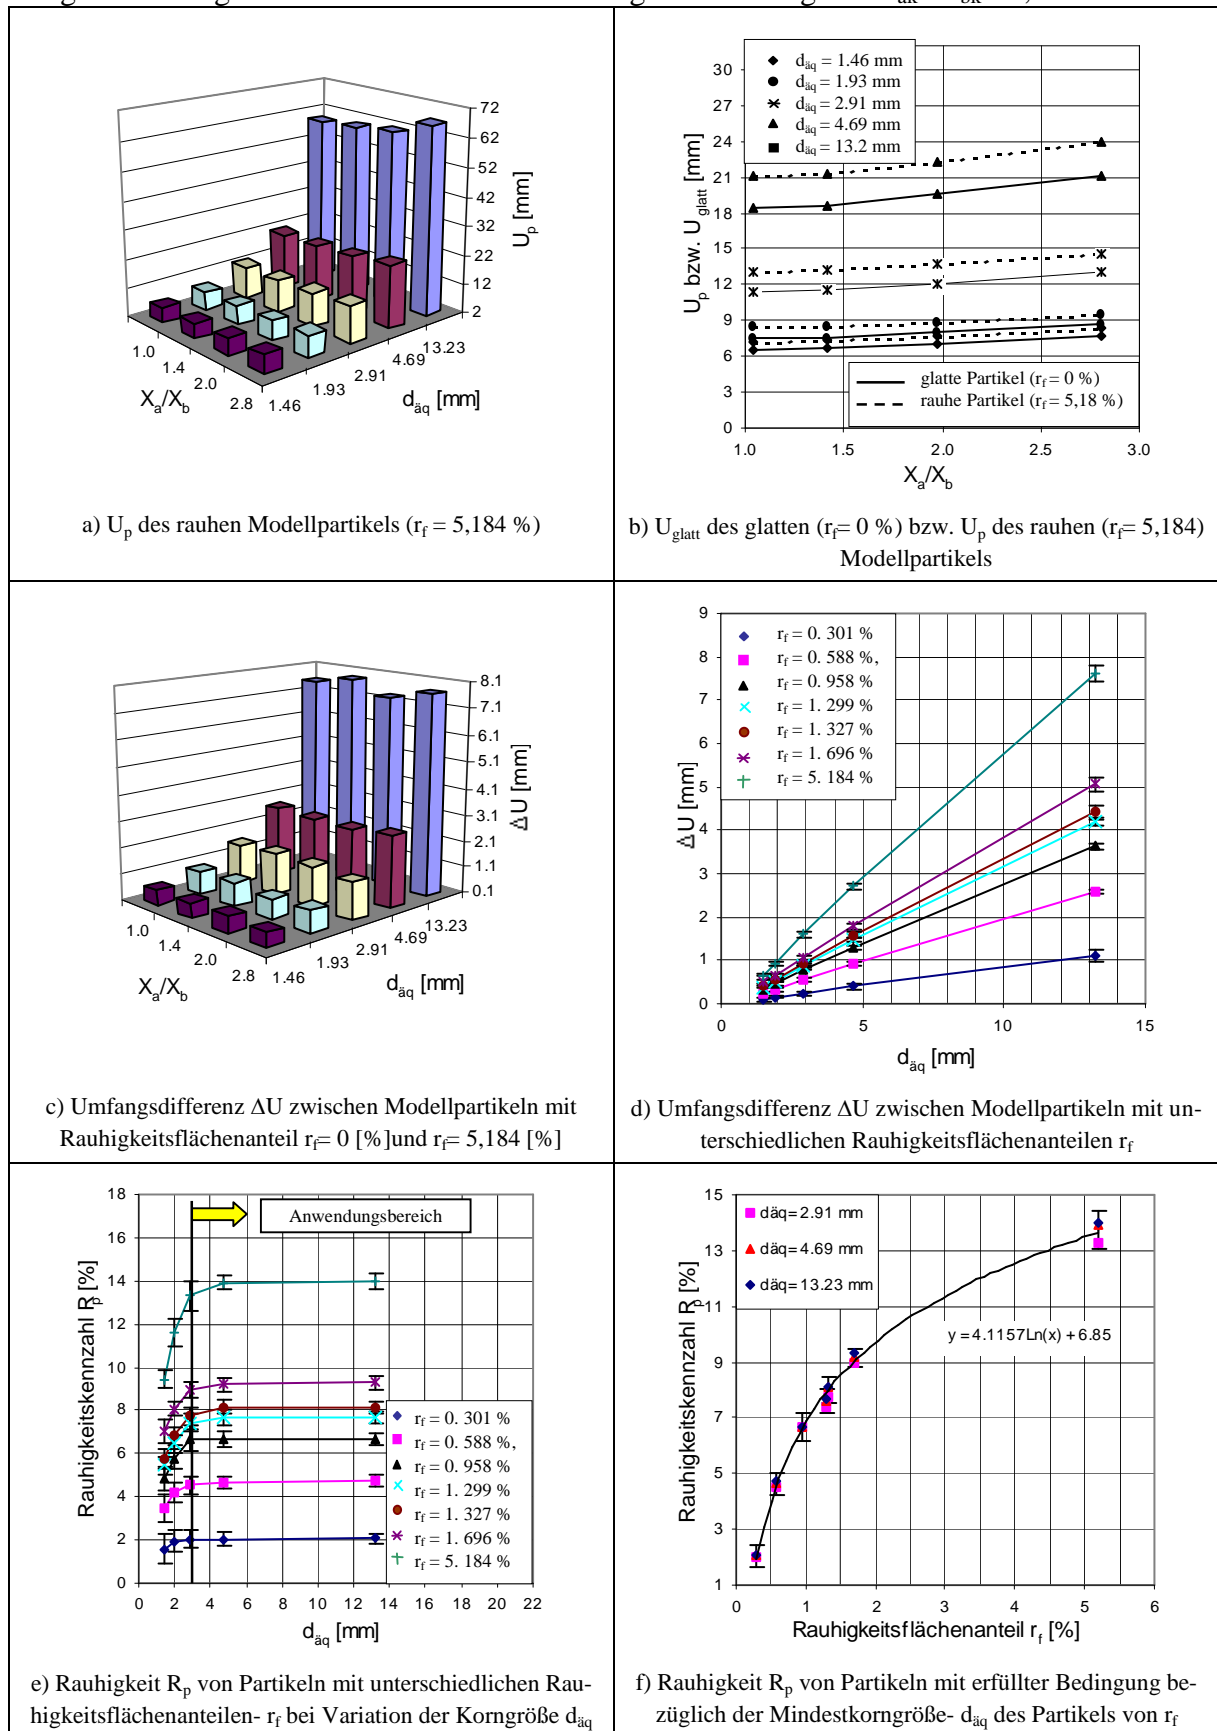 72
62
52
42
32
22
12
2
U_p [mm]
1.0
1.4
2.0
2.8
X_a/X_b
1.46
1.93
2.91
4.69
13.23
d_äq [mm]
a) U_p des rauhen Modellpartikels (r_f = 5,184 %)
d_äq = 1.46 mm
d_äq = 1.93 mm
d_äq = 2.91 mm
d_äq = 4.69 mm
d_äq = 13.2 mm
30
27
24
21
18
15
12
9
6
3
0
U_p bzw. U_glatt [mm]
glatte Partikel (r_f = 0 %)
rauhe Partikel (r_f = 5,18 %)
1.0 1.5 2.0 2.5 3.0
X_a/X_b
b) U_glatt des glatten (r_f= 0 %) bzw. U_p des rauhen (r_f= 5,184)
Modellpartikels
8.1
7.1
6.1
5.1
4.1
3.1
2.1
1.1
0.1
ΔU [mm]
1.0
1.4
2.0
2.8
X_a/X_b
1.46
1.93
2.91
4.69
13.23
d_äq [mm]
c) Umfangsdifferenz ΔU zwischen Modellpartikeln mit
Rauhigkeitsflächenanteil r_f= 0 [%]und r_f= 5,184 [%]
9
8
7
6
5
4
3
2
1
0
ΔU [mm]
r_f = 0. 301 %
r_f = 0. 588 %,
r_f = 0. 958 %
r_f = 1. 299 %
r_f = 1. 327 %
r_f = 1. 696 %
r_f = 5. 184 %
0 5 10 15
d_äq [mm]
d) Umfangsdifferenz ΔU zwischen Modellpartikeln mit un-
terschiedlichen Rauhigkeitsflächenanteilen r_f
18
16
14
12
10
8
6
4
2
0
Rauhigkeitskennzahl R_p [%]
Anwendungsbereich
r_f = 0. 301 %
r_f = 0. 588 %,
r_f = 0. 958 %
r_f = 1. 299 %
r_f = 1. 327 %
r_f = 1. 696 %
r_f = 5. 184 %
0 2 4 6 8 10 12 14 16 18 20 22
d_äq [mm]
e) Rauhigkeit R_p von Partikeln mit unterschiedlichen Rau-
higkeitsflächenanteilen- r_f bei Variation der Korngröße d_äq
15
13
11
9
7
5
3
1
Rauhigkeitskennzahl R_p [%]
däq= 2.91 mm
däq= 4.69 mm
däq= 13.23 mm
y = 4.1157Ln(x) + 6.85
0 1 2 3 4 5 6
Rauhigkeitsflächenanteil r_f [%]
f) Rauhigkeit R_p von Partikeln mit erfüllter Bedingung be-
züglich der Mindestkorngröße- d_äq des Partikels von r_f